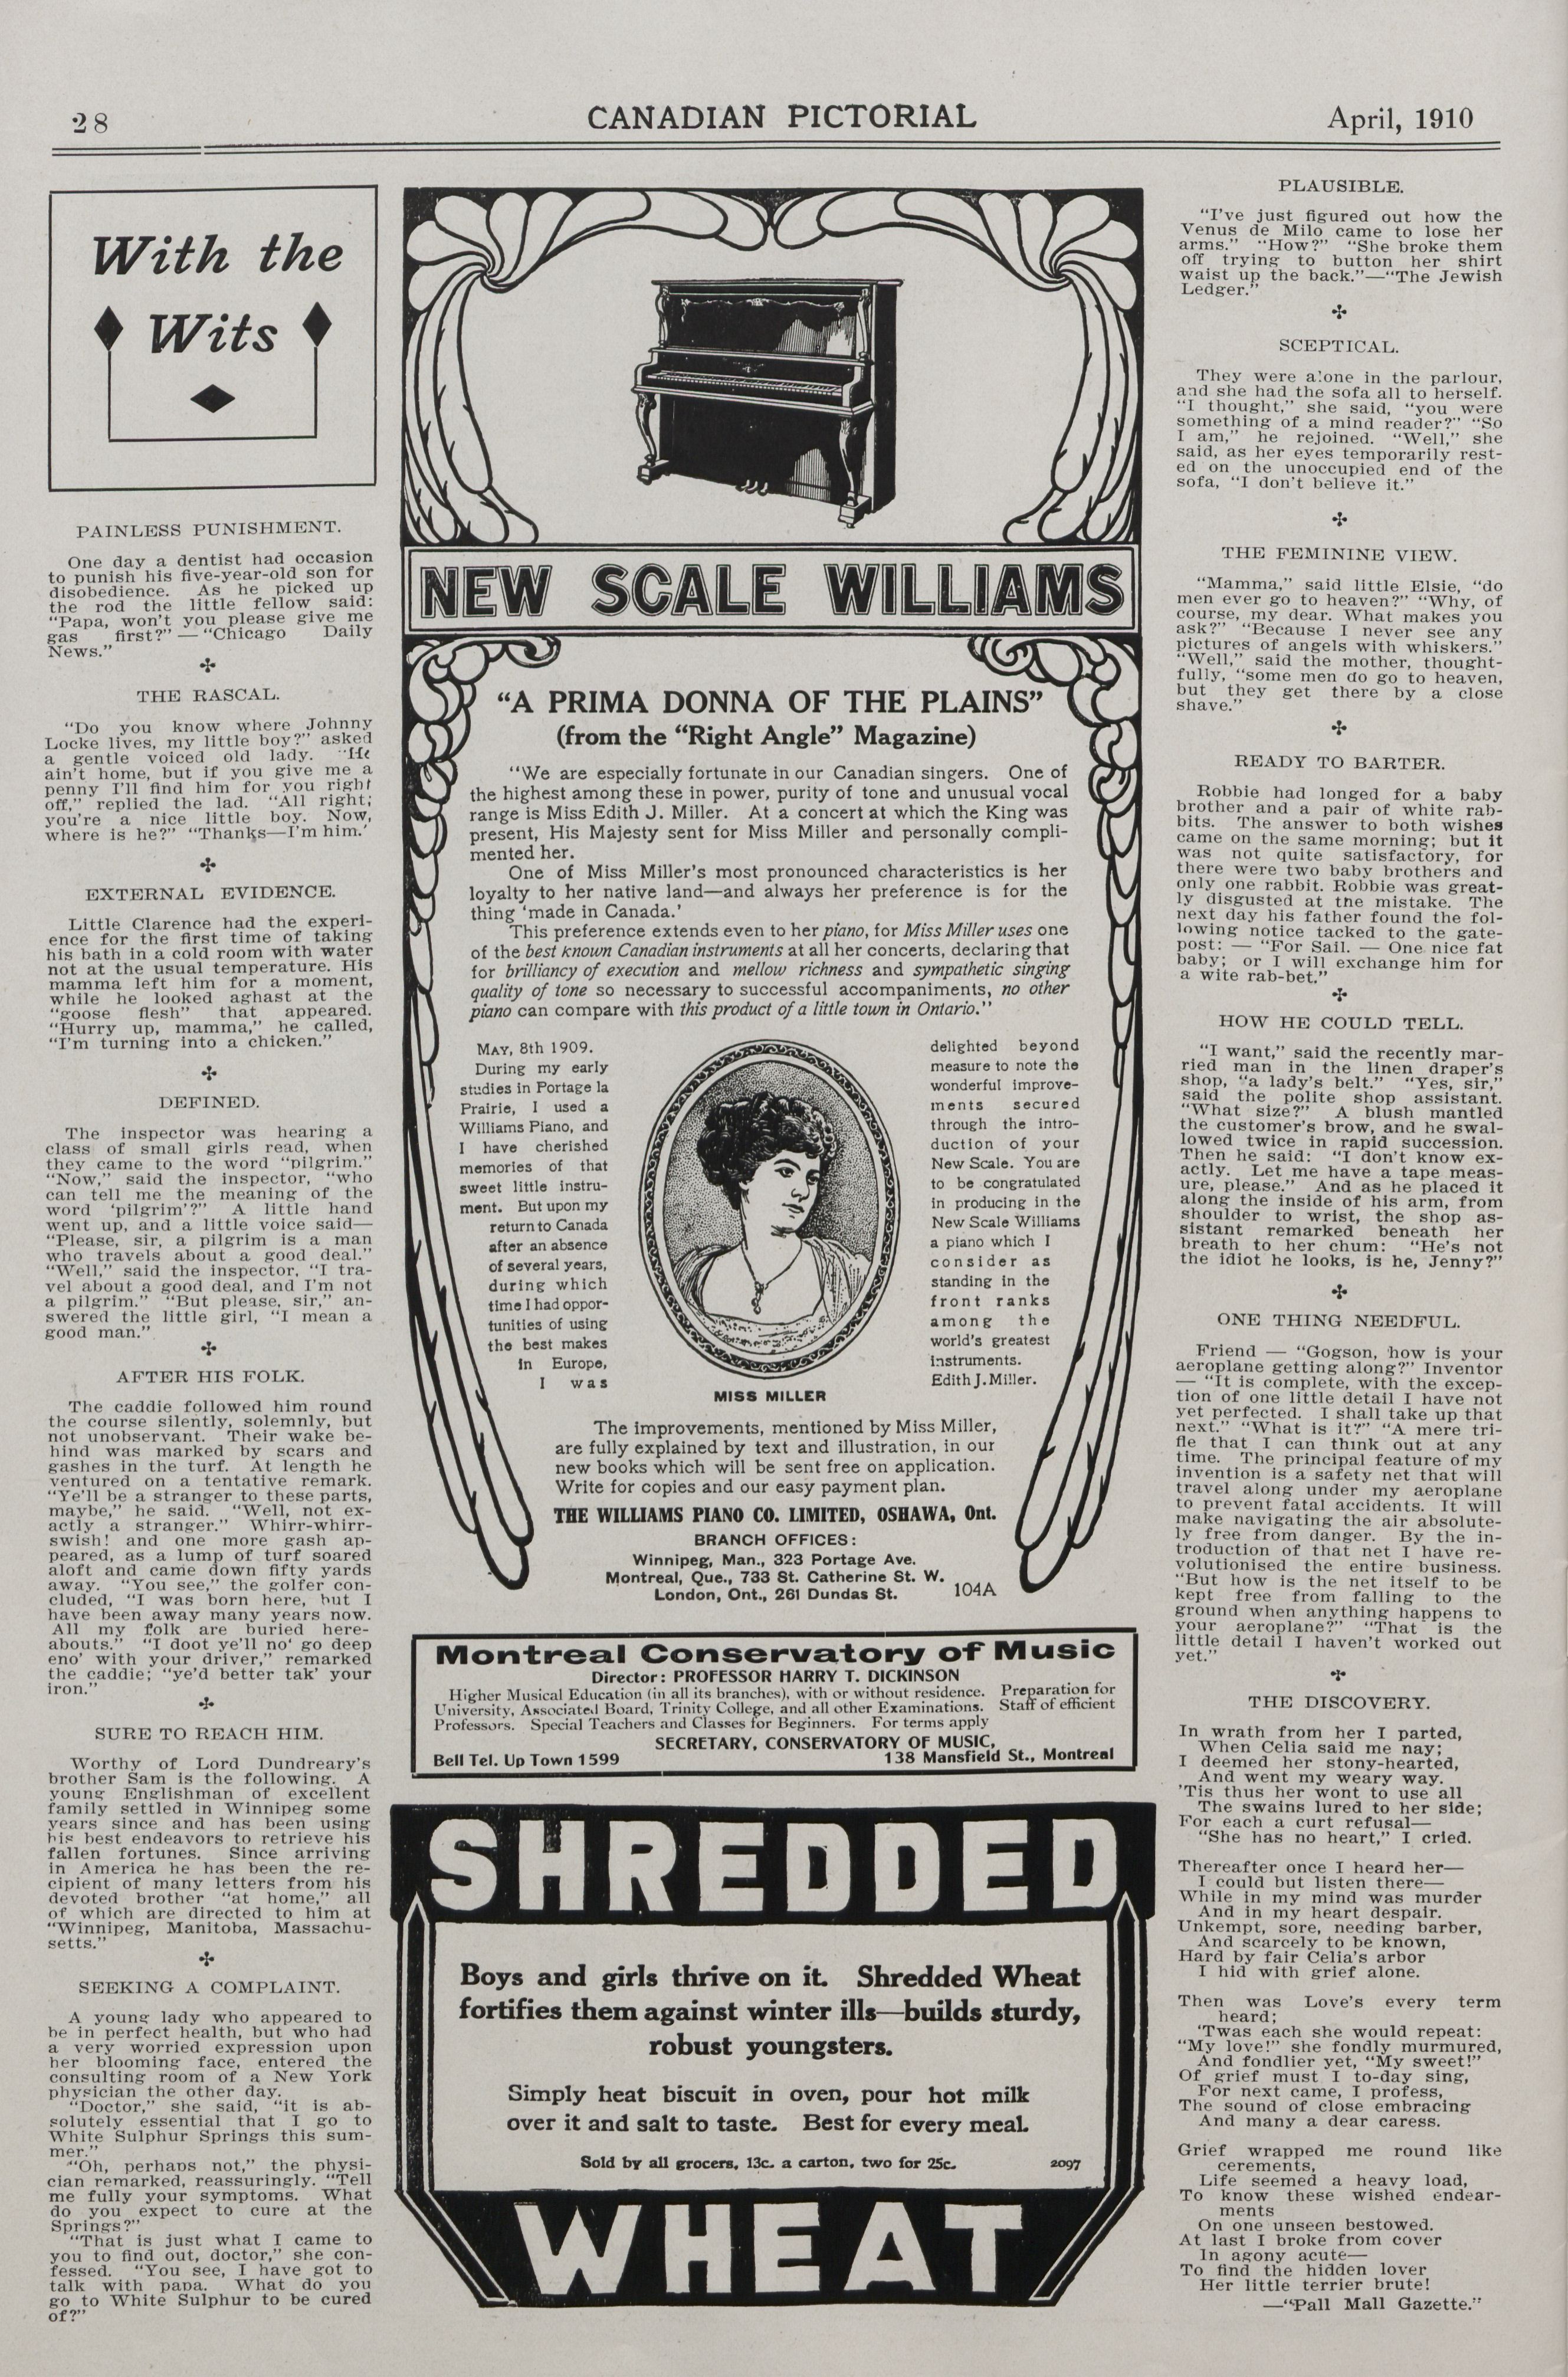 28
CANADIAN PICTORIAL
April, 1910
With the
Wits
PAINLESS PUNISHMENT.
One day a dentist had occasion
to punish his five-year-old son for
disobedience. As he picked up
the rod the little fellow said:
"Papa, won't you please give me
gas first?" — "Chicago Daily
News."
THE RASCAL.
"Do you know where Johnny
Locke lives, my little boy?" asked
a gentle voiced old lady. "He
ain't home, but if you give me a
penny I'll find him for you right
off," replied the lad. "All right;
you're a nice little boy. Now,
where is he?" "Thanks—I'm him.'
EXTERNAL EVIDENCE.
Little Clarence had the experi-
ence for the first time of taking
his bath in a cold room with water
not at the usual temperature. His
mamma left him for a moment,
while he looked aghast at the
"goose flesh" that appeared.
"Hurry up, mamma," he called,
"I'm turning into a chicken."
DEFINED.
The inspector was hearing a
class of small girls read, when
they came to the word "pilgrim."
"Now," said the inspector, "who
can tell me the meaning of the
word 'pilgrim'?" A little hand
went up, and a little voice said—
"Please, sir, a pilgrim is a man
who travels about a good deal."
"Well," said the inspector, "I tra-
vel about a good deal, and I'm not
a pilgrim." "But please, sir," an-
swered the little girl, "I mean a
good man."
AFTER HIS FOLK.
The caddie followed him round
the course silently, solemnly, but
not unobservant. Their wake be-
hind was marked by scars and
gashes in the turf. At length he
ventured on a tentative remark.
"Ye'll be a stranger to these parts,
maybe," he said. "Well, not ex-
actly a stranger." Whirr-whirr-
swish! and one more gash ap-
peared, as a lump of turf soared
aloft and came down fifty yards
away. "You see," the golfer con-
cluded, "I was born here, but I
have been away many years now.
All my folk are buried here-
abouts." "I doot ye'll no' go deep
eno' with your driver," remarked
the caddie; "ye'd better tak' your
iron."
SURE TO REACH HIM.
Worthy of Lord Dundreary's
brother Sam is the following. A
young Englishman of excellent
family settled in Winnipeg some
years since and has been using
his best endeavors to retrieve his
fallen fortunes. Since arriving
in America he has been the re-
cipient of many letters from his
devoted brother "at home," all
of which are directed to him at
"Winnipeg, Manitoba, Massachu-
setts."
SEEKING A COMPLAINT.
A young lady who appeared to
be in perfect health, but who had
a very worried expression upon
her blooming face, entered the
consulting room of a New York
physician the other day.
"Doctor," she said, "it is ab-
solutely essential that I go to
White Sulphur Springs this sum-
mer."
"Oh, perhaps not," the physi-
cian remarked, reassuringly. "Tell
me fully your symptoms. What
do you expect to cure at the
Springs?"
"That is just what I came to
you to find out, doctor," she con-
fessed. "You see, I have got to
talk with papa. What do you
go to White Sulphur to be cured
of?"
NEW SCALE WILLIAMS
"A PRIMA DONNA OF THE PLAINS"
(from the "Right Angle" Magazine)
"We are especially fortunate in our Canadian singers. One of
the highest among these in power, purity of tone and unusual vocal
range is Miss Edith J. Miller. At a concert at which the King was
present, His Majesty sent for Miss Miller and personally compli-
mented her.
One of Miss Miller's most pronounced characteristics is her
loyalty to her native land—and always her preference is for the
thing 'made in Canada.'
This preference extends even to her piano, for Miss Miller uses one
of the best known Canadian instruments at all her concerts, declaring that
for brilliancy of execution and mellow richness and sympathetic singing
quality of tone so necessary to successful accompaniments, no other
piano can compare with this product of a little town in Ontario."
MAY, 8th 1909.
During my early
studies in Portage la
Prairie, I used a
Williams Piano, and
I have cherished
memories of that
sweet little instru-
ment. But upon my
return to Canada
after an absence
of several years,
during which
time I had oppor-
tunities of using
the best makes
in Europe,
I was
MISS MILLER
delighted beyond
measure to note the
wonderful improve-
ments secured
through the intro-
duction of your
New Scale. You are
to be congratulated
in producing in the
New Scale Williams
a piano which I
consider as
standing in the
front ranks
among the
world's greatest
instruments.
Edith J. Miller.
The improvements, mentioned by Miss Miller,
are fully explained by text and illustration, in our
new books which will be sent free on application.
Write for copies and our easy payment plan.
THE WILLIAMS PIANO CO. LIMITED, OSHAWA, Ont.
BRANCH OFFICES:
Winnipeg, Man., 323 Portage Ave.
Montreal, Que., 733 St. Catherine St. W.
London, Ont., 261 Dundas St. 104A
Montreal Conservatory of Music
Director: PROFESSOR HARRY T. DICKINSON
Higher Musical Education (in all its branches), with or without residence. Preparation for
University, Associated Board, Trinity College, and all other Examinations. Staff of efficient
Professors. Special Teachers and Classes for Beginners. For terms apply
SECRETARY, CONSERVATORY OF MUSIC,
Bell Tel. Up Town 1599 138 Mansfield St., Montreal
SHREDDED
Boys and girls thrive on it. Shredded Wheat
fortifies them against winter ills—builds sturdy,
robust youngsters.
Simply heat biscuit in oven, pour hot milk
over it and salt to taste. Best for every meal.
Sold by all grocers, 13c. a carton, two for 25c. 2097
WHEAT
PLAUSIBLE.
"I've just figured out how the
Venus de Milo came to lose her
arms." "How?" "She broke them
off trying to button her shirt
waist up the back."—"The Jewish
Ledger."
SCEPTICAL.
They were alone in the parlour,
and she had the sofa all to herself.
"I thought," she said, "you were
something of a mind reader?" "So
I am," he rejoined. "Well," she
said, as her eyes temporarily rest-
ed on the unoccupied end of the
sofa, "I don't believe it."
THE FEMININE VIEW.
"Mamma," said little Elsie, "do
men ever go to heaven?" "Why, of
course, my dear. What makes you
ask?" "Because I never see any
pictures of angels with whiskers."
"Well," said the mother, thought-
fully, "some men do go to heaven,
but they get there by a close
shave."
READY TO BARTER.
Robbie had longed for a baby
brother and a pair of white rab-
bits. The answer to both wishes
came on the same morning; but it
was not quite satisfactory, for
there were two baby brothers and
only one rabbit. Robbie was great-
ly disgusted at the mistake. The
next day his father found the fol-
lowing notice tacked to the gate-
post: — "For Sail. — One nice fat
baby; or I will exchange him for
a wite rab-bet."
HOW HE COULD TELL.
"I want," said the recently mar-
ried man in the linen draper's
shop, "a lady's belt." "Yes, sir,"
said the polite shop assistant.
"What size?" A blush mantled
the customer's brow, and he swal-
lowed twice in rapid succession.
Then he said: "I don't know ex-
actly. Let me have a tape meas-
ure, please." And as he placed it
along the inside of his arm, from
shoulder to wrist, the shop as-
sistant remarked beneath her
breath to her chum: "He's not
the idiot he looks, is he, Jenny?"
ONE THING NEEDFUL.
Friend — "Gogson, how is your
aeroplane getting along?" Inventor
— "It is complete, with the excep-
tion of one little detail I have not
yet perfected. I shall take up that
next." "What is it?" "A mere tri-
fle that I can think out at any
time. The principal feature of my
invention is a safety net that will
travel along under my aeroplane
to prevent fatal accidents. It will
make navigating the air absolute-
ly free from danger. By the in-
troduction of that net I have re-
volutionised the entire business.
"But how is the net itself to be
kept free from falling to the
ground when anything happens to
your aeroplane?" "That is the
little detail I haven't worked out
yet."
THE DISCOVERY.
In wrath from her I parted,
When Celia said me nay;
I deemed her stony-hearted,
And went my weary way.
'Tis thus her wont to use all
The swains lured to her side;
For each a curt refusal—
"She has no heart," I cried.
Thereafter once I heard her—
I could but listen there—
While in my mind was murder
And in my heart despair.
Unkempt, sore, needing barber,
And scarcely to be known,
Hard by fair Celia's arbor
I hid with grief alone.
Then was Love's every term
heard;
'Twas each she would repeat:
"My love!" she fondly murmured,
And fondlier yet, "My sweet!"
Of grief must I to-day sing,
For next came, I profess,
The sound of close embracing
And many a dear caress.
Grief wrapped me round like
cerements,
Life seemed a heavy load,
To know these wished endear-
ments
On one unseen bestowed.
At last I broke from cover
In agony acute—
To find the hidden lover
Her little terrier brute!
—"Pall Mall Gazette."